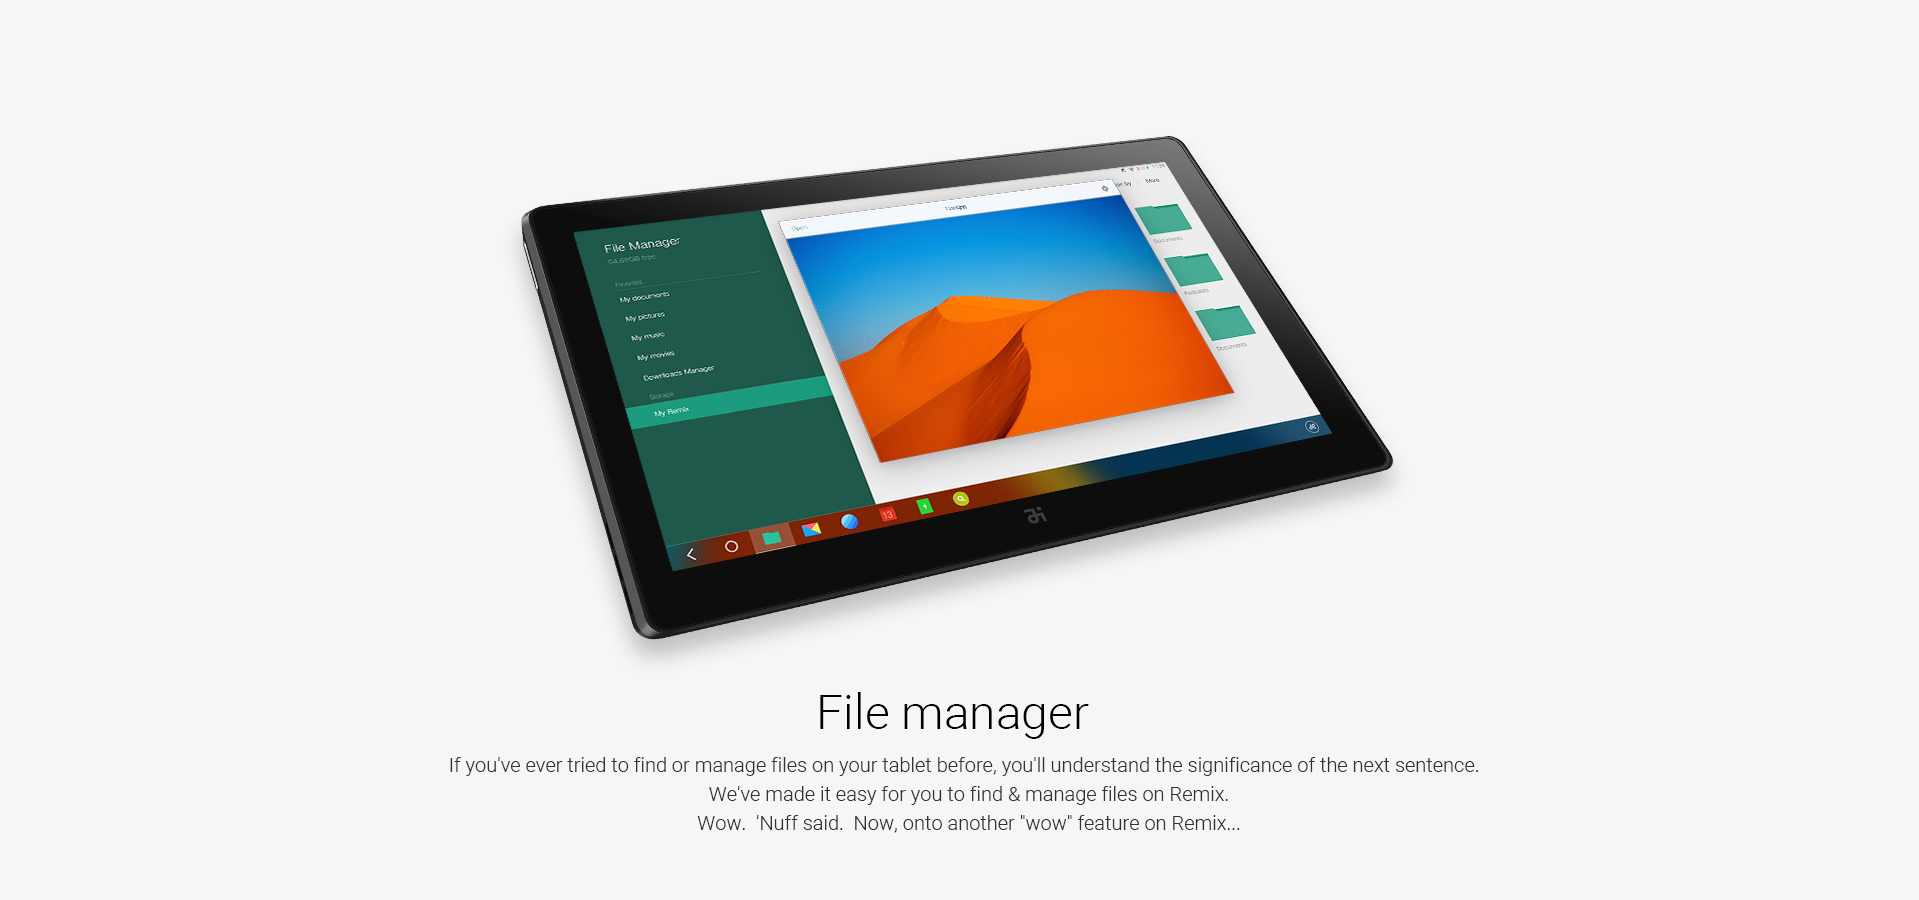 More
Open
File Manager
54.69GB free
Favorites
My documents
My pictures
My music
My movies
Downloads Manager
Storage
My Remix
Documents
Podcasts
Documents
13
File manager
If you've ever tried to find or manage files on your tablet before, you'll understand the significance of the next sentence.
We've made it easy for you to find & manage files on Remix.
Wow.  'Nuff said.  Now, onto another "wow" feature on Remix...